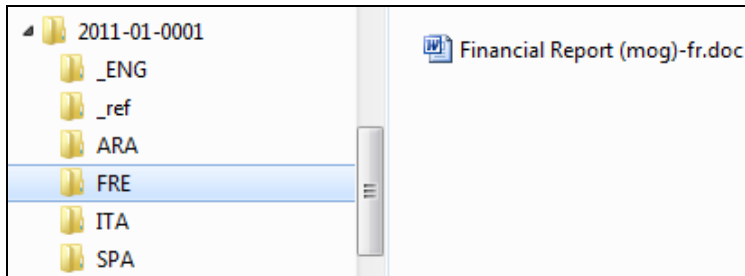 2011-01-0001
_ENG
_ref
ARA
FRE
ITA
SPA
Financial Report (mog)-fr.doc